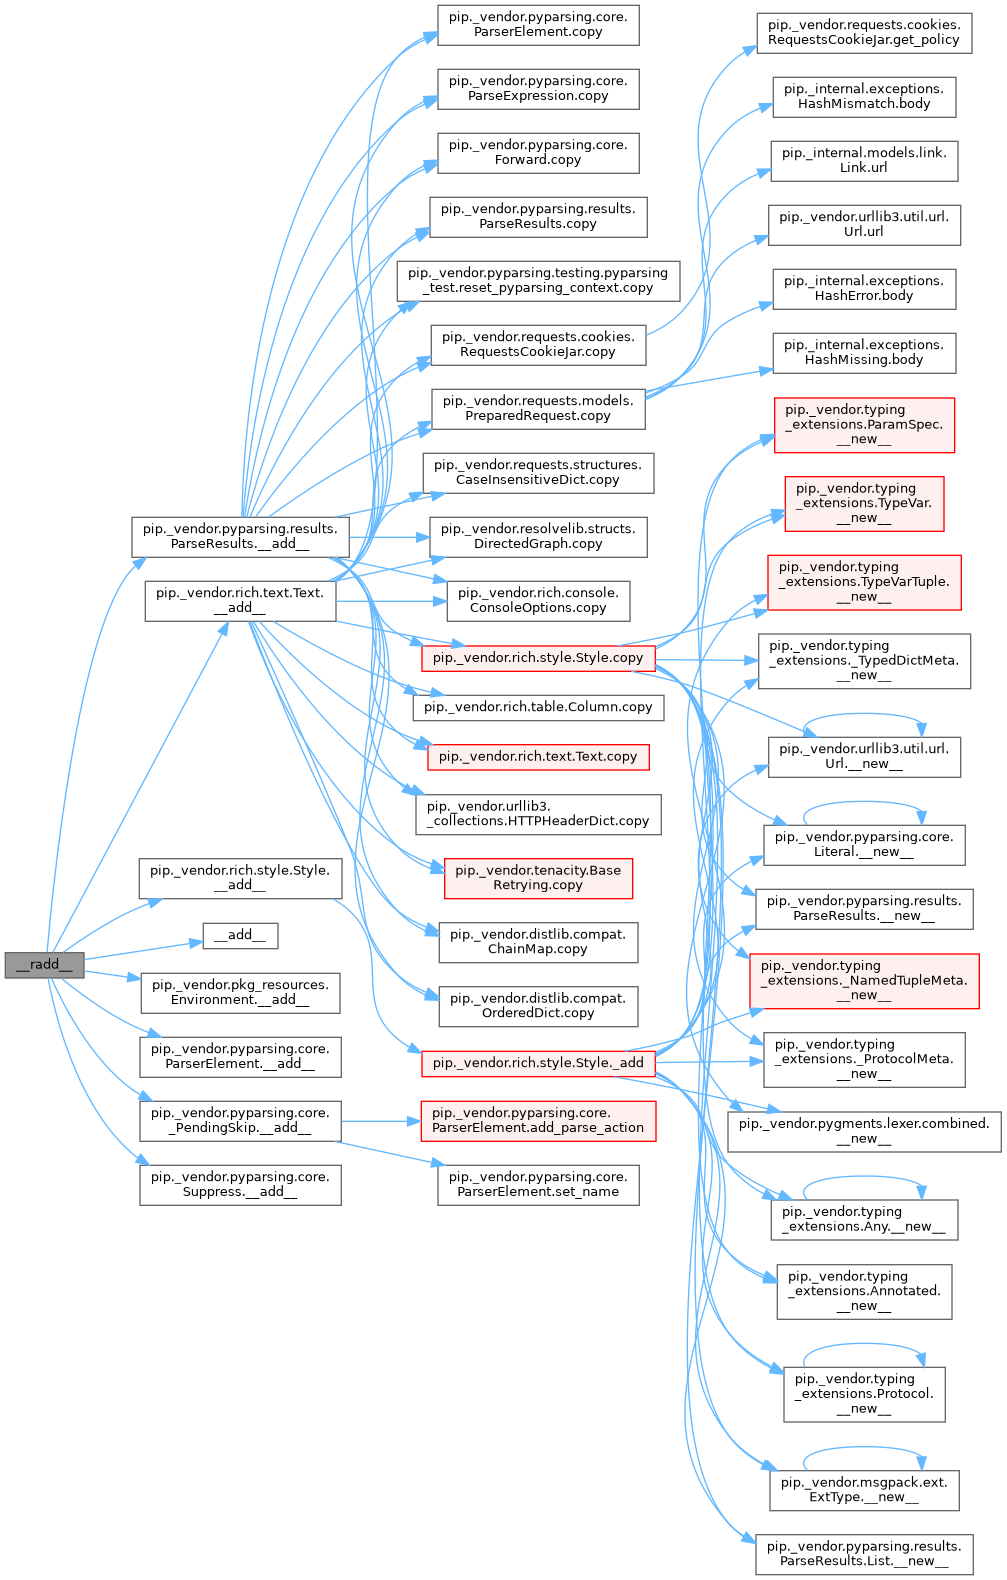 __radd__
pip._vendor.pyparsing.results.
ParseResults.__add__
pip._vendor.rich.text.Text.
__add__
pip._vendor.rich.style.Style.
__add__
__add__
pip._vendor.pkg_resources.
Environment.__add__
pip._vendor.pyparsing.core.
ParserElement.__add__
pip._vendor.pyparsing.core.
_PendingSkip.__add__
pip._vendor.pyparsing.core.
Suppress.__add__
pip._vendor.pyparsing.core.
ParserElement.copy
pip._vendor.pyparsing.core.
ParseExpression.copy
pip._vendor.pyparsing.core.
Forward.copy
pip._vendor.pyparsing.results.
ParseResults.copy
pip._vendor.pyparsing.testing.pyparsing
_test.reset_pyparsing_context.copy
pip._vendor.requests.cookies.
RequestsCookieJar.copy
pip._vendor.requests.models.
PreparedRequest.copy
pip._vendor.requests.structures.
CaseInsensitiveDict.copy
pip._vendor.resolvelib.structs.
DirectedGraph.copy
pip._vendor.rich.console.
ConsoleOptions.copy
pip._vendor.rich.style.Style.copy
pip._vendor.rich.table.Column.copy
pip._vendor.rich.text.Text.copy
pip._vendor.urllib3.
_collections.HTTPHeaderDict.copy
pip._vendor.tenacity.Base
Retrying.copy
pip._vendor.distlib.compat.
ChainMap.copy
pip._vendor.distlib.compat.
OrderedDict.copy
pip._vendor.rich.style.Style._add
pip._vendor.pyparsing.core.
ParserElement.add_parse_action
pip._vendor.pyparsing.core.
ParserElement.set_name
pip._vendor.requests.cookies.
RequestsCookieJar.get_policy
pip._internal.exceptions.
HashMismatch.body
pip._internal.models.link.
Link.url
pip._vendor.urllib3.util.url.
Url.url
pip._internal.exceptions.
HashError.body
pip._internal.exceptions.
HashMissing.body
pip._vendor.typing
_extensions.ParamSpec.
__new__
pip._vendor.typing
_extensions.TypeVar.
__new__
pip._vendor.typing
_extensions.TypeVarTuple.
__new__
pip._vendor.typing
_extensions._TypedDictMeta.
__new__
pip._vendor.urllib3.util.url.
Url.__new__
pip._vendor.pyparsing.core.
Literal.__new__
pip._vendor.pyparsing.results.
ParseResults.__new__
pip._vendor.typing
_extensions._NamedTupleMeta.
__new__
pip._vendor.typing
_extensions._ProtocolMeta.
__new__
pip._vendor.pygments.lexer.combined.
__new__
pip._vendor.typing
_extensions.Any.__new__
pip._vendor.typing
_extensions.Annotated.
__new__
pip._vendor.typing
_extensions.Protocol.
__new__
pip._vendor.msgpack.ext.
ExtType.__new__
pip._vendor.pyparsing.results.
ParseResults.List.__new__